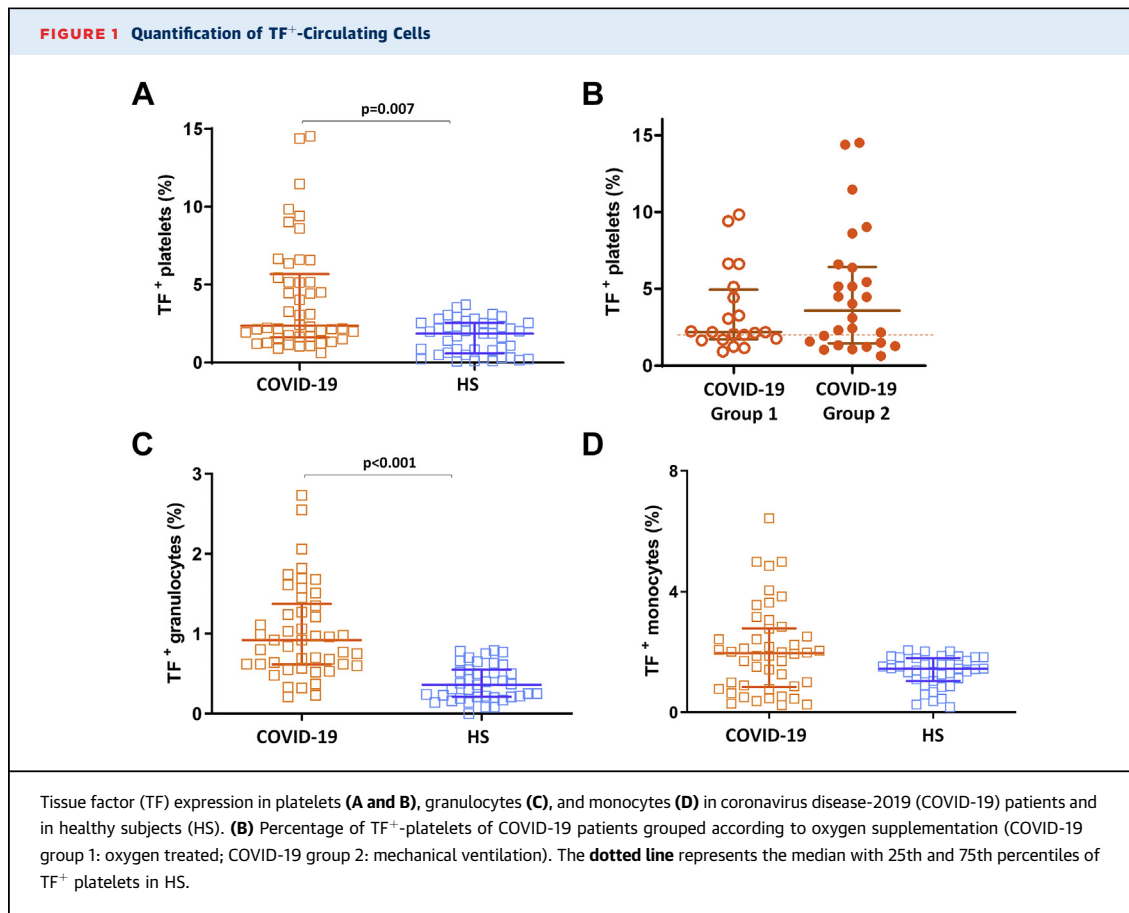 FIGURE 1 Quantification of TF⁺-Circulating Cells
A
p=0.007
TF ⁺ platelets (%)
15
10
5
0
COVID-19 HS
B
TF ⁺ platelets (%)
15
10
5
0
COVID-19 COVID-19
Group 1 Group 2
C
p<0.001
TF ⁺ granulocytes (%)
3
2
1
0
COVID-19 HS
D
TF ⁺ monocytes (%)
8
4
0
COVID-19 HS
Tissue factor (TF) expression in platelets (A and B), granulocytes (C), and monocytes (D) in coronavirus disease-2019 (COVID-19) patients and
in healthy subjects (HS). (B) Percentage of TF⁺-platelets of COVID-19 patients grouped according to oxygen supplementation (COVID-19
group 1: oxygen treated; COVID-19 group 2: mechanical ventilation). The dotted line represents the median with 25th and 75th percentiles of
TF⁺ platelets in HS.